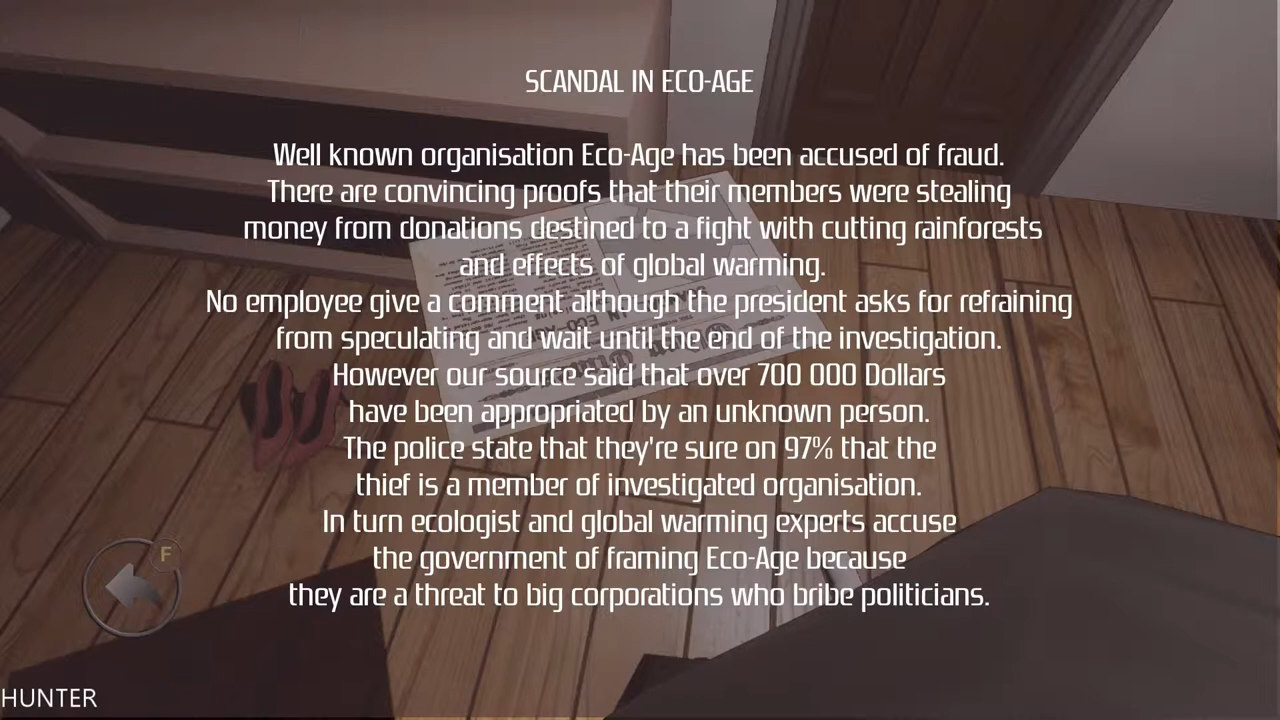 SCANDAL IN ECO-AGE
Well known organisation Eco-Age has been accused of fraud.
There are convincing proofs that their members were stealing
money from donations destined to a fight with cutting rainforests
and effects of global warming.
No employee give a comment although the president asks for refraining
from speculating and wait until the end of the investigation.
However our source said that over 700 000 Dollars
have been appropriated by an unknown person.
The police state that they're sure on 97% that the
thief is a member of investigated organisation.
In turn ecologist and global warming experts accuse
the government of framing Eco-Age because
they are a threat to big corporations who bribe politicians.
F
HUNTER